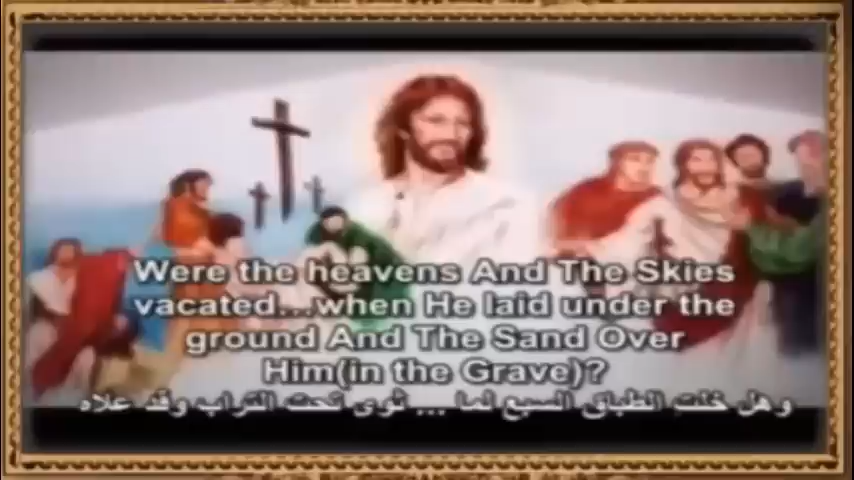 Were the heavens And The Skies
vacated...when He laid under the
ground And The Sand Over
Him(in the Grave)?
وهل خلت الطباق السبع لما ... ثوى تحت التراب وقد علاه